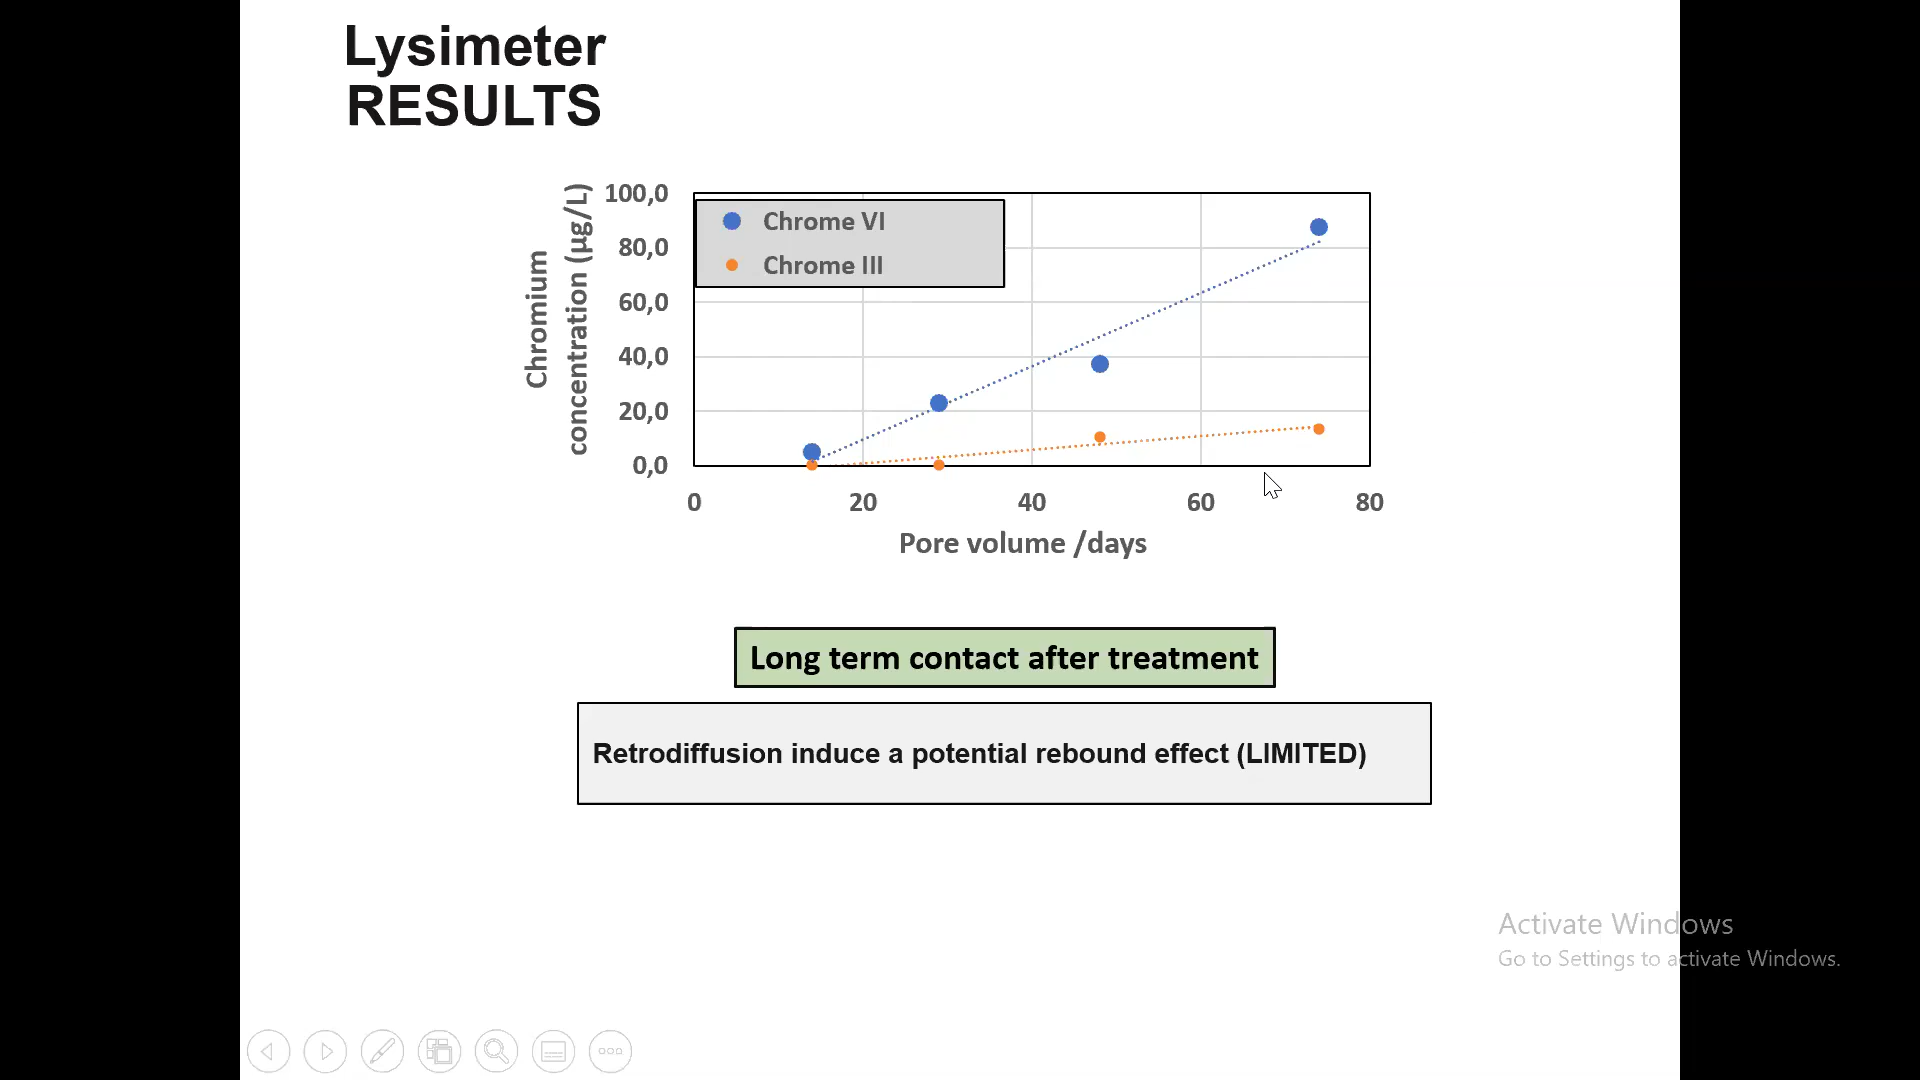 Lysimeter
RESULTS
Chromium
concentration (µg/L)
100,0
80,0
60,0
40,0
20,0
0,0
Chrome VI
Chrome III
0 20 40 60 80
Pore volume /days
Long term contact after treatment
Retrodiffusion induce a potential rebound effect (LIMITED)
Activate Windows
Go to Settings to activate Windows.